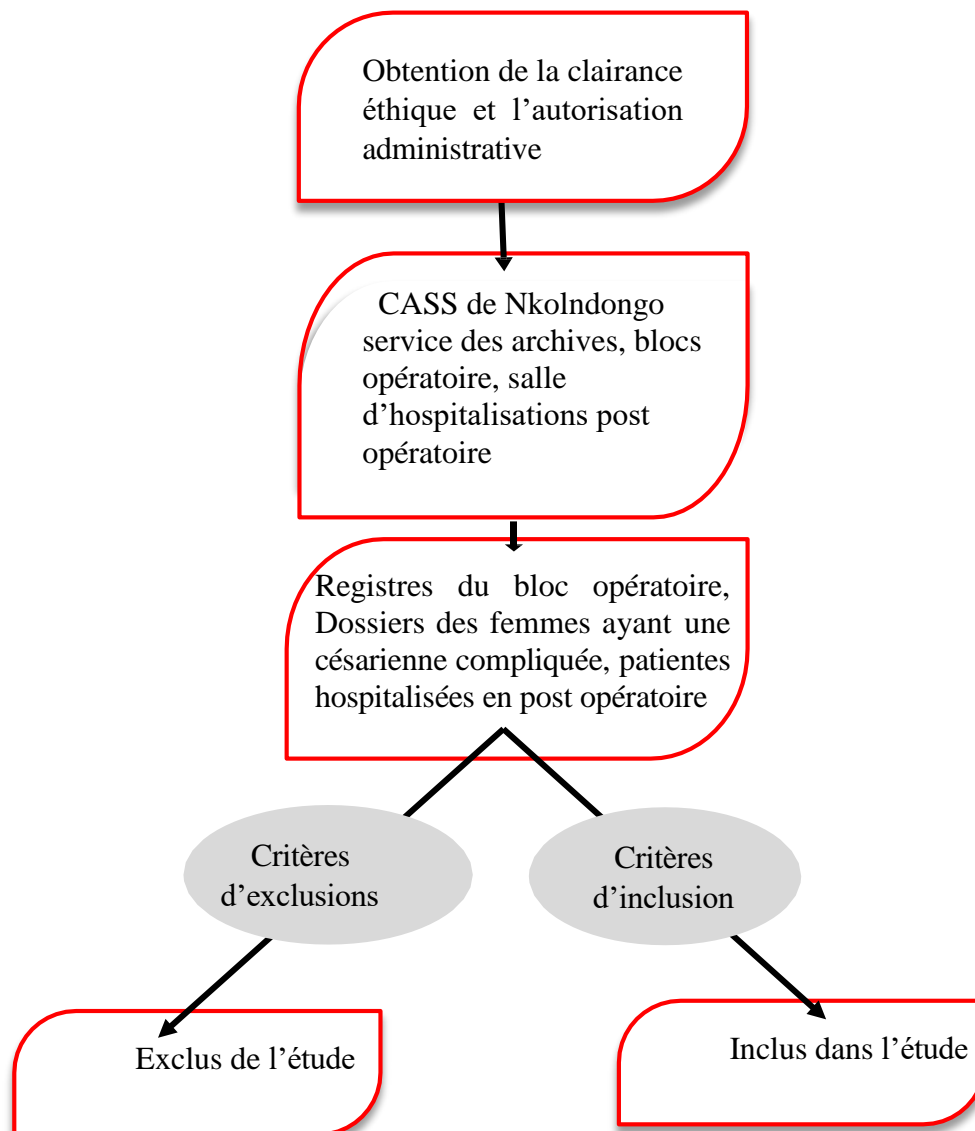 Obtention de la clairance
éthique et l’autorisation
administrative
CASS de Nkolndongo
service des archives, blocs
opératoire, salle
d’hospitalisations post
opératoire
Registres du bloc opératoire,
Dossiers des femmes ayant une
césarienne compliquée, patientes
hospitalisées en post opératoire
Critères
d’exclusions
Critères
d’inclusion
Exclus de l’étude
Inclus dans l’étude